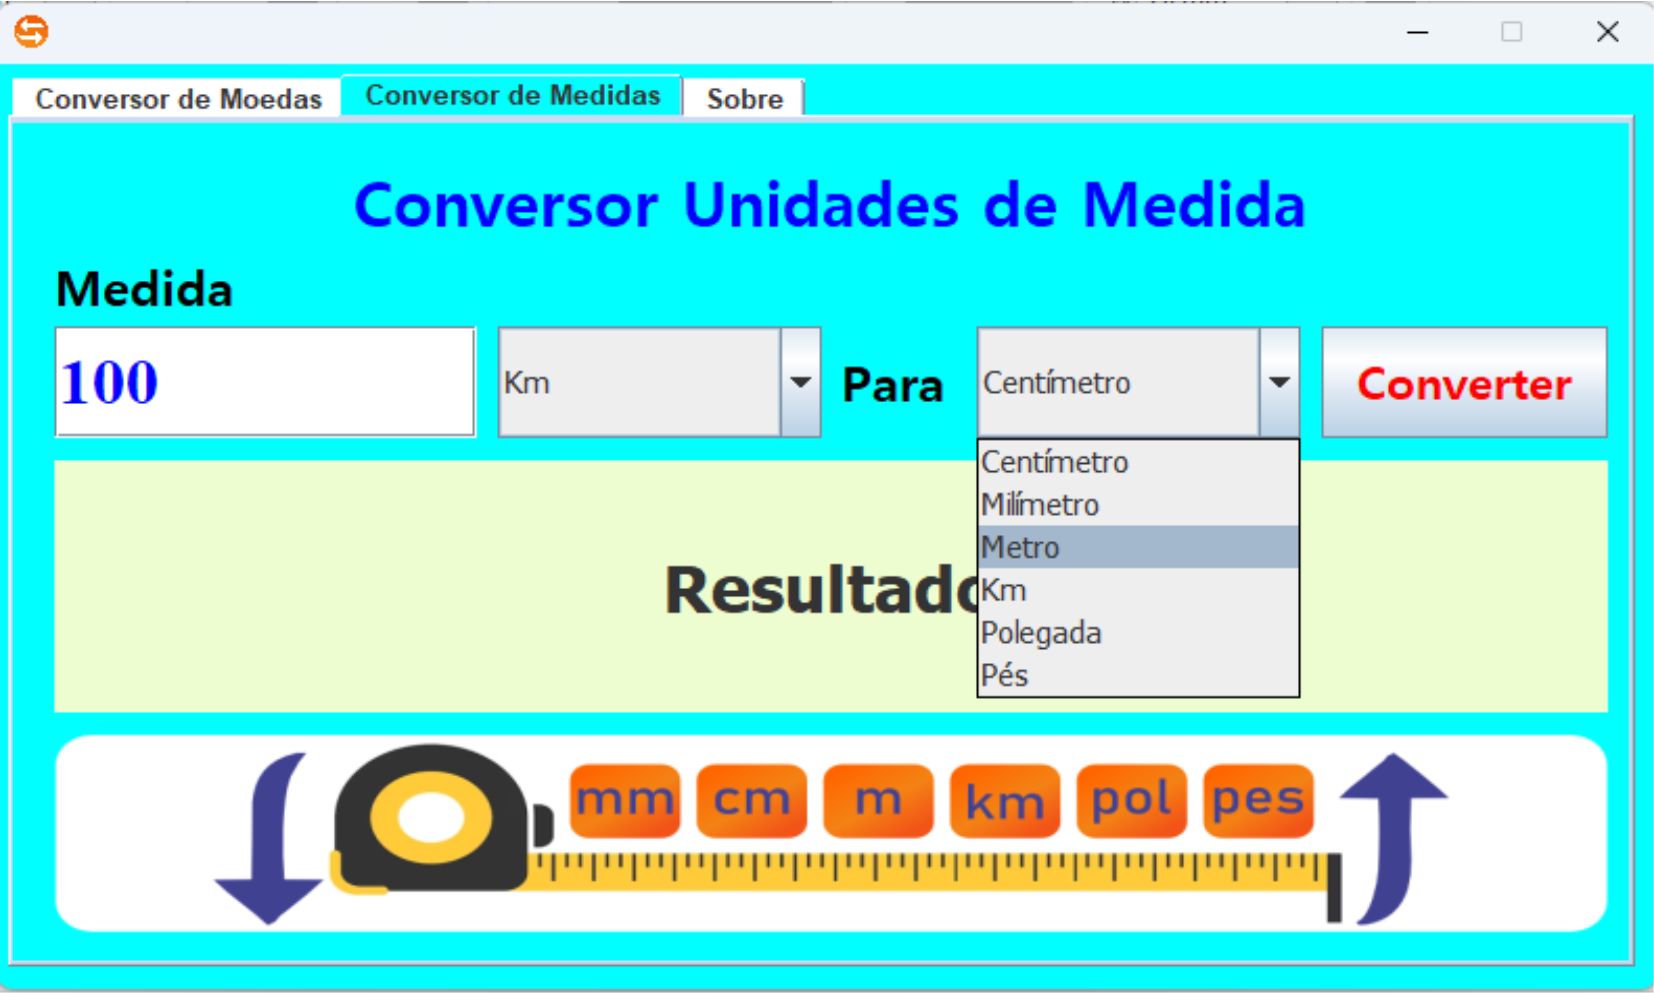 Conversor de Moedas Conversor de Medidas Sobre
Conversor Unidades de Medida
Medida
100 Km Para Centímetro Converter
Centímetro
Milímetro
Metro
Km
Polegada
Pés
Resultado
mm cm m km pol pes